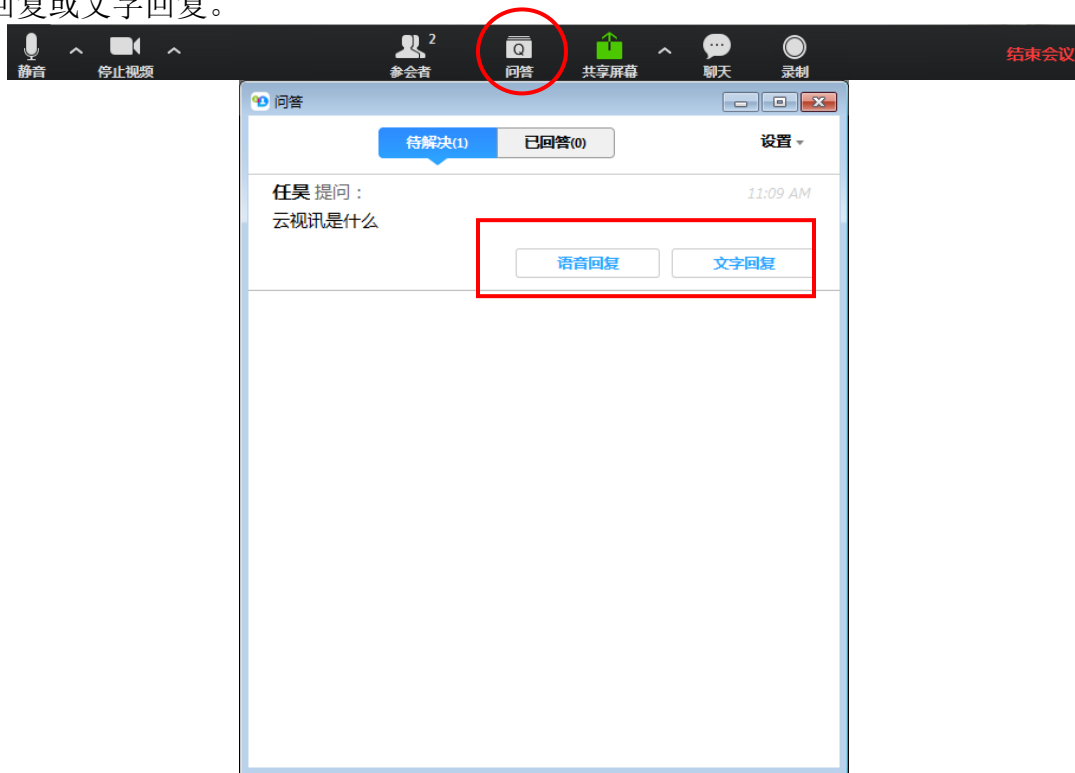 回复或文字回复。
2
静音 停止视频 参会者 问答 共享屏幕 聊天 录制 结束会议
问答
待解决(1) 已回答(0) 设置
任昊 提问： 11:09 AM
云视讯是什么
语音回复 文字回复